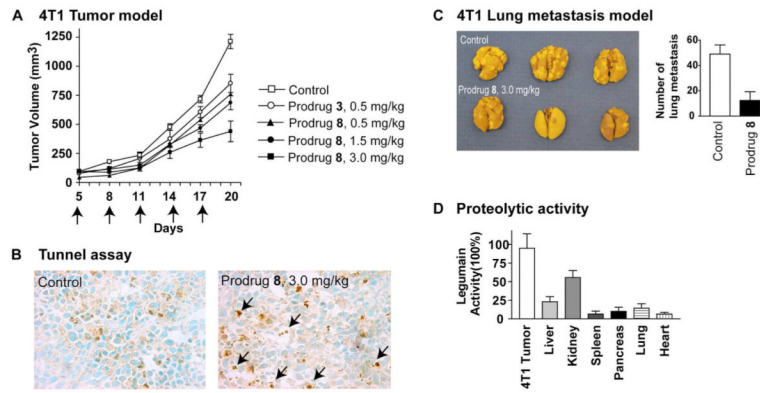 A 4T1 Tumor model
Tumor Volume (mm3)
1250
1000
750
500
250
0
5 8 11 14 17 20
Days
Control
Prodrug 3, 0.5 mg/kg
Prodrug 8, 0.5 mg/kg
Prodrug 8, 1.5 mg/kg
Prodrug 8, 3.0 mg/kg
B Tunnel assay
Control
Prodrug 8, 3.0 mg/kg
C 4T1 Lung metastasis model
Control
Prodrug 8, 3.0 mg/kg
Number of
lung metastasis
60
40
20
0
Control
Prodrug 8
D Proteolytic activity
Legumain
Activity(100%)
100
75
50
25
0
4T1 Tumor
Liver
Kidney
Spleen
Pancreas
Lung
Heart